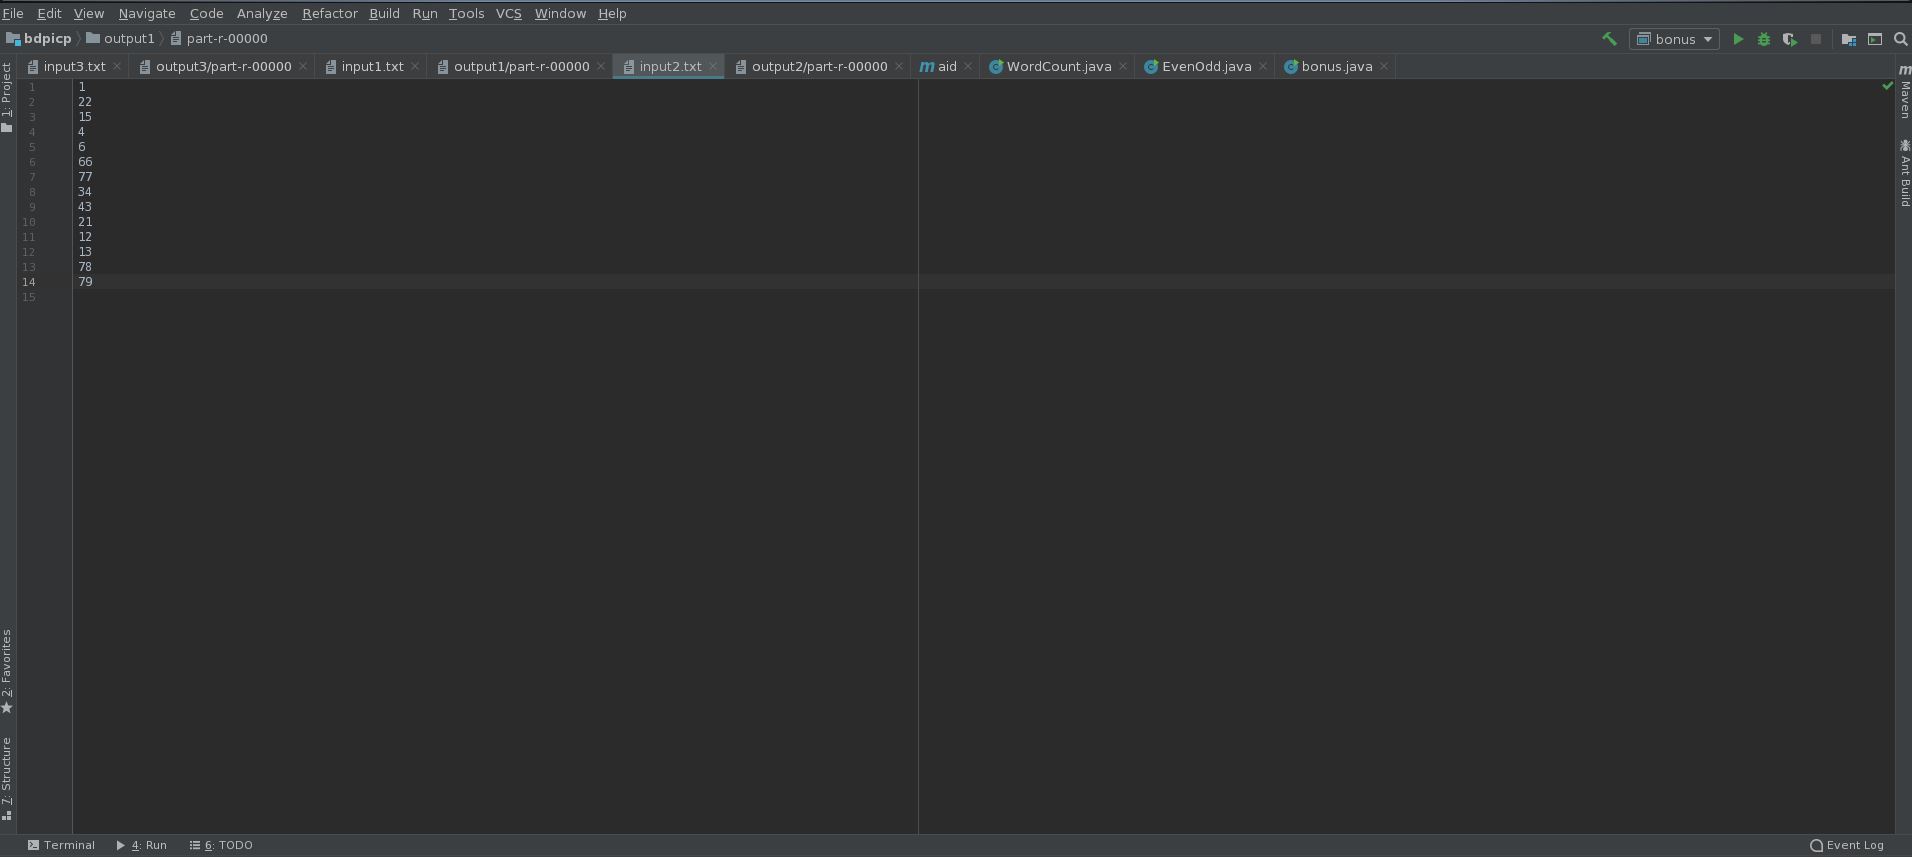 File Edit View Navigate Code Analyze Refactor Build Run Tools VCS Window Help
bdpicp output1 part-r-00000 bonus
input3.txt output3/part-r-00000 input1.txt output1/part-r-00000 input2.txt output2/part-r-00000 m aid WordCount.java EvenOdd.java bonus.java
1: Project
m Maven
Ant Build
1 1
2 22
3 15
4 4
5 6
6 66
7 77
8 34
9 43
10 21
11 12
12 13
13 78
14 79
15
2: Favorites
7: Structure
Terminal 4: Run 6: TODO Event Log